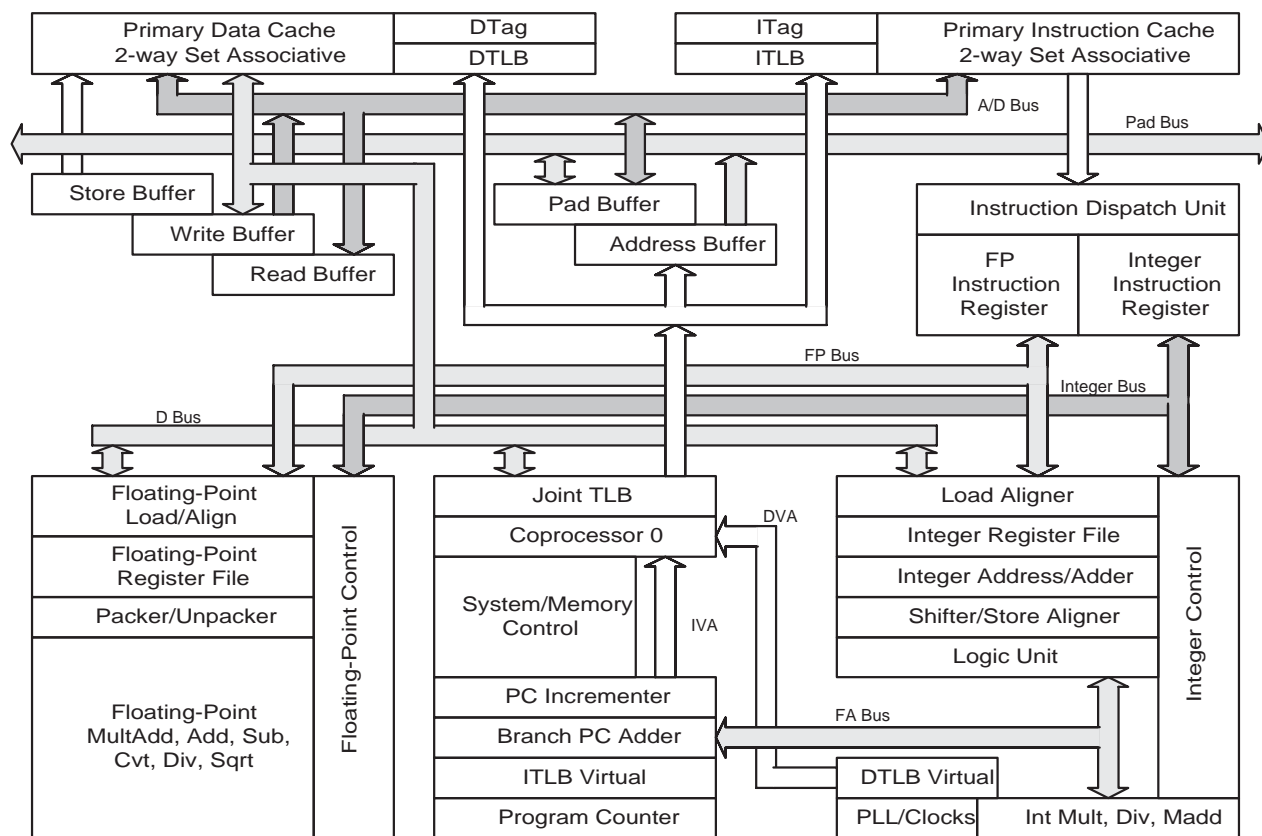 Primary Data Cache
2-way Set Associative
DTag
DTLB
ITag
ITLB
Primary Instruction Cache
2-way Set Associative
A/D Bus
Pad Bus
Store Buffer
Write Buffer
Read Buffer
Pad Buffer
Address Buffer
Instruction Dispatch Unit
FP
Instruction
Register
Integer
Instruction
Register
FP Bus
Integer Bus
D Bus
Floating-Point
Load/Align
Floating-Point
Register File
Packer/Unpacker
Floating-Point
MultAdd, Add, Sub,
Cvt, Div, Sqrt
Floating-Point Control
Joint TLB
Coprocessor 0
System/Memory
Control
PC Incrementer
Branch PC Adder
ITLB Virtual
Program Counter
DVA
IVA
FA Bus
Load Aligner
Integer Register File
Integer Address/Adder
Shifter/Store Aligner
Logic Unit
Integer Control
DTLB Virtual
PLL/Clocks
Int Mult, Div, Madd